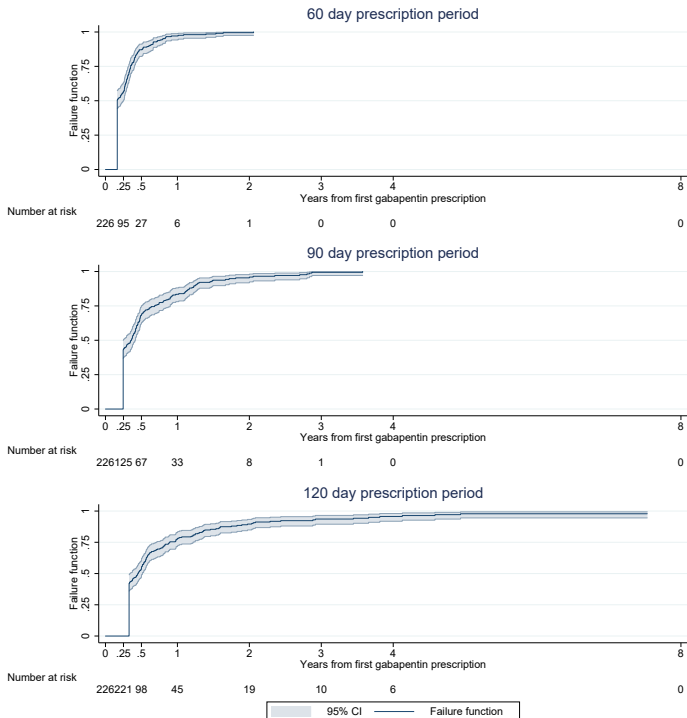 60 day prescription period
Failure function
1
.75
.5
.25
0
0 .25 .5 1 2 3 4 8
Years from first gabapentin prescription
Number at risk
226 95 27 6 1 0 0 0
90 day prescription period
Failure function
1
.75
.5
.25
0
0 .25 .5 1 2 3 4 8
Years from first gabapentin prescription
Number at risk
226125 67 33 8 1 0 0
120 day prescription period
Failure function
1
.75
.5
.25
0
0 .25 .5 1 2 3 4 8
Years from first gabapentin prescription
Number at risk
226221 98 45 19 10 6 0
95% CI Failure function